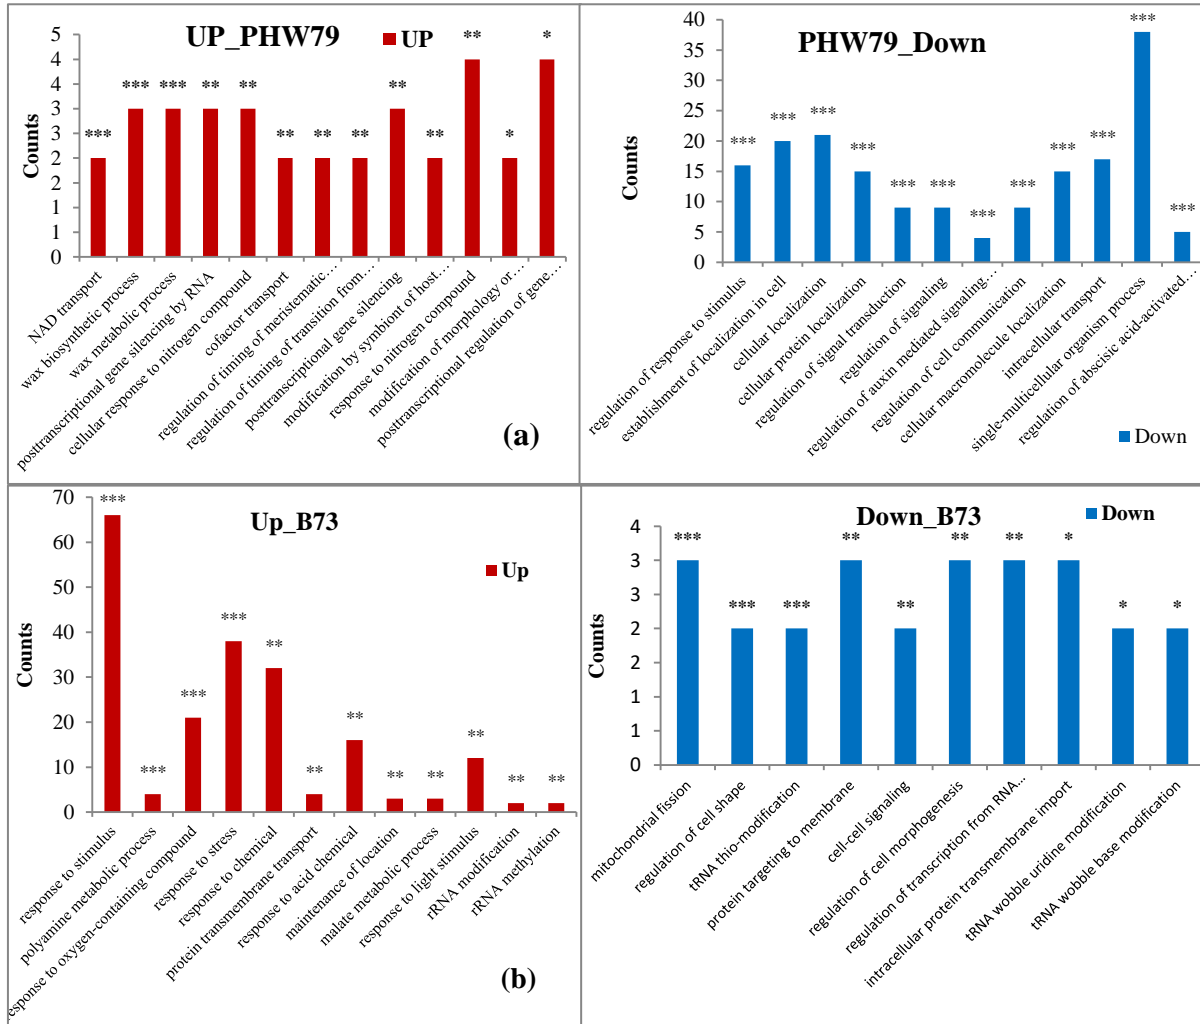 UP_PHW79
UP
Counts
5
4
4
3
3
2
2
1
1
0
***
***
***
**
**
**
**
**
**
**
**
*
*
NAD transport
wax biosynthetic process
wax metabolic process
posttranscriptional gene silencing by RNA
cellular response to nitrogen compound
cofactor transport
regulation of timing of meristematic…
regulation of timing of transition from…
posttranscriptional gene silencing
modification by symbiont of host…
response to nitrogen compound
modification of morphology or…
posttranscriptional regulation of gene…
(a)
PHW79_Down
Counts
40
35
30
25
20
15
10
5
0
***
***
***
***
***
***
***
***
***
***
***
***
regulation of response to stimulus
establishment of localization in cell
cellular localization
cellular protein localization
regulation of signal transduction
regulation of signaling
regulation of auxin mediated signaling…
regulation of cell communication
cellular macromolecule localization
intracellular transport
single-multicellular organism process
regulation of abscisic acid-activated…
Down
Up_B73
Up
Counts
70
60
50
40
30
20
10
0
***
***
***
***
**
**
**
**
**
**
**
**
response to stimulus
polyamine metabolic process
response to oxygen-containing compound
response to stress
response to chemical
protein transmembrane transport
response to acid chemical
maintenance of location
malate metabolic process
response to light stimulus
rRNA modification
rRNA methylation
(b)
Down_B73
Down
Counts
4
3
3
2
2
1
1
0
***
***
***
**
**
**
**
*
*
*
mitochondrial fission
regulation of cell shape
tRNA thio-modification
protein targeting to membrane
cell-cell signaling
regulation of cell morphogenesis
regulation of transcription from RNA…
intracellular protein transmembrane import
tRNA wobble uridine modification
tRNA wobble base modification